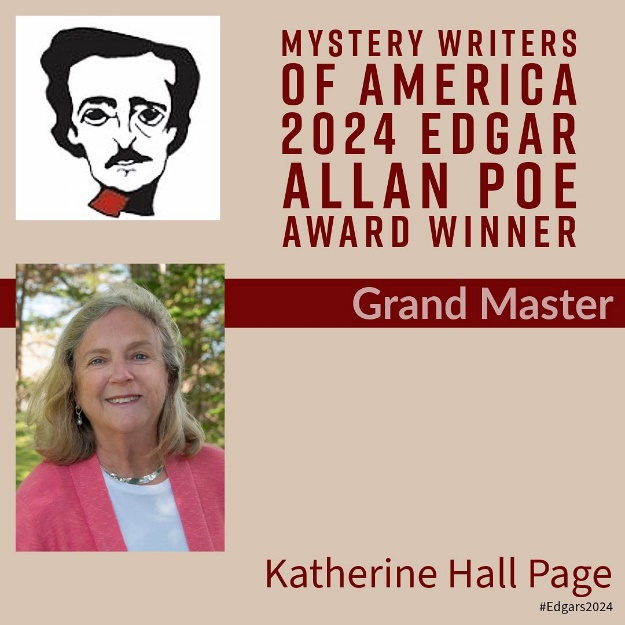 MYSTERY WRITERS
OF AMERICA
2024 EDGAR
ALLAN POE
AWARD WINNER
Grand Master
Katherine Hall Page
#Edgars2024